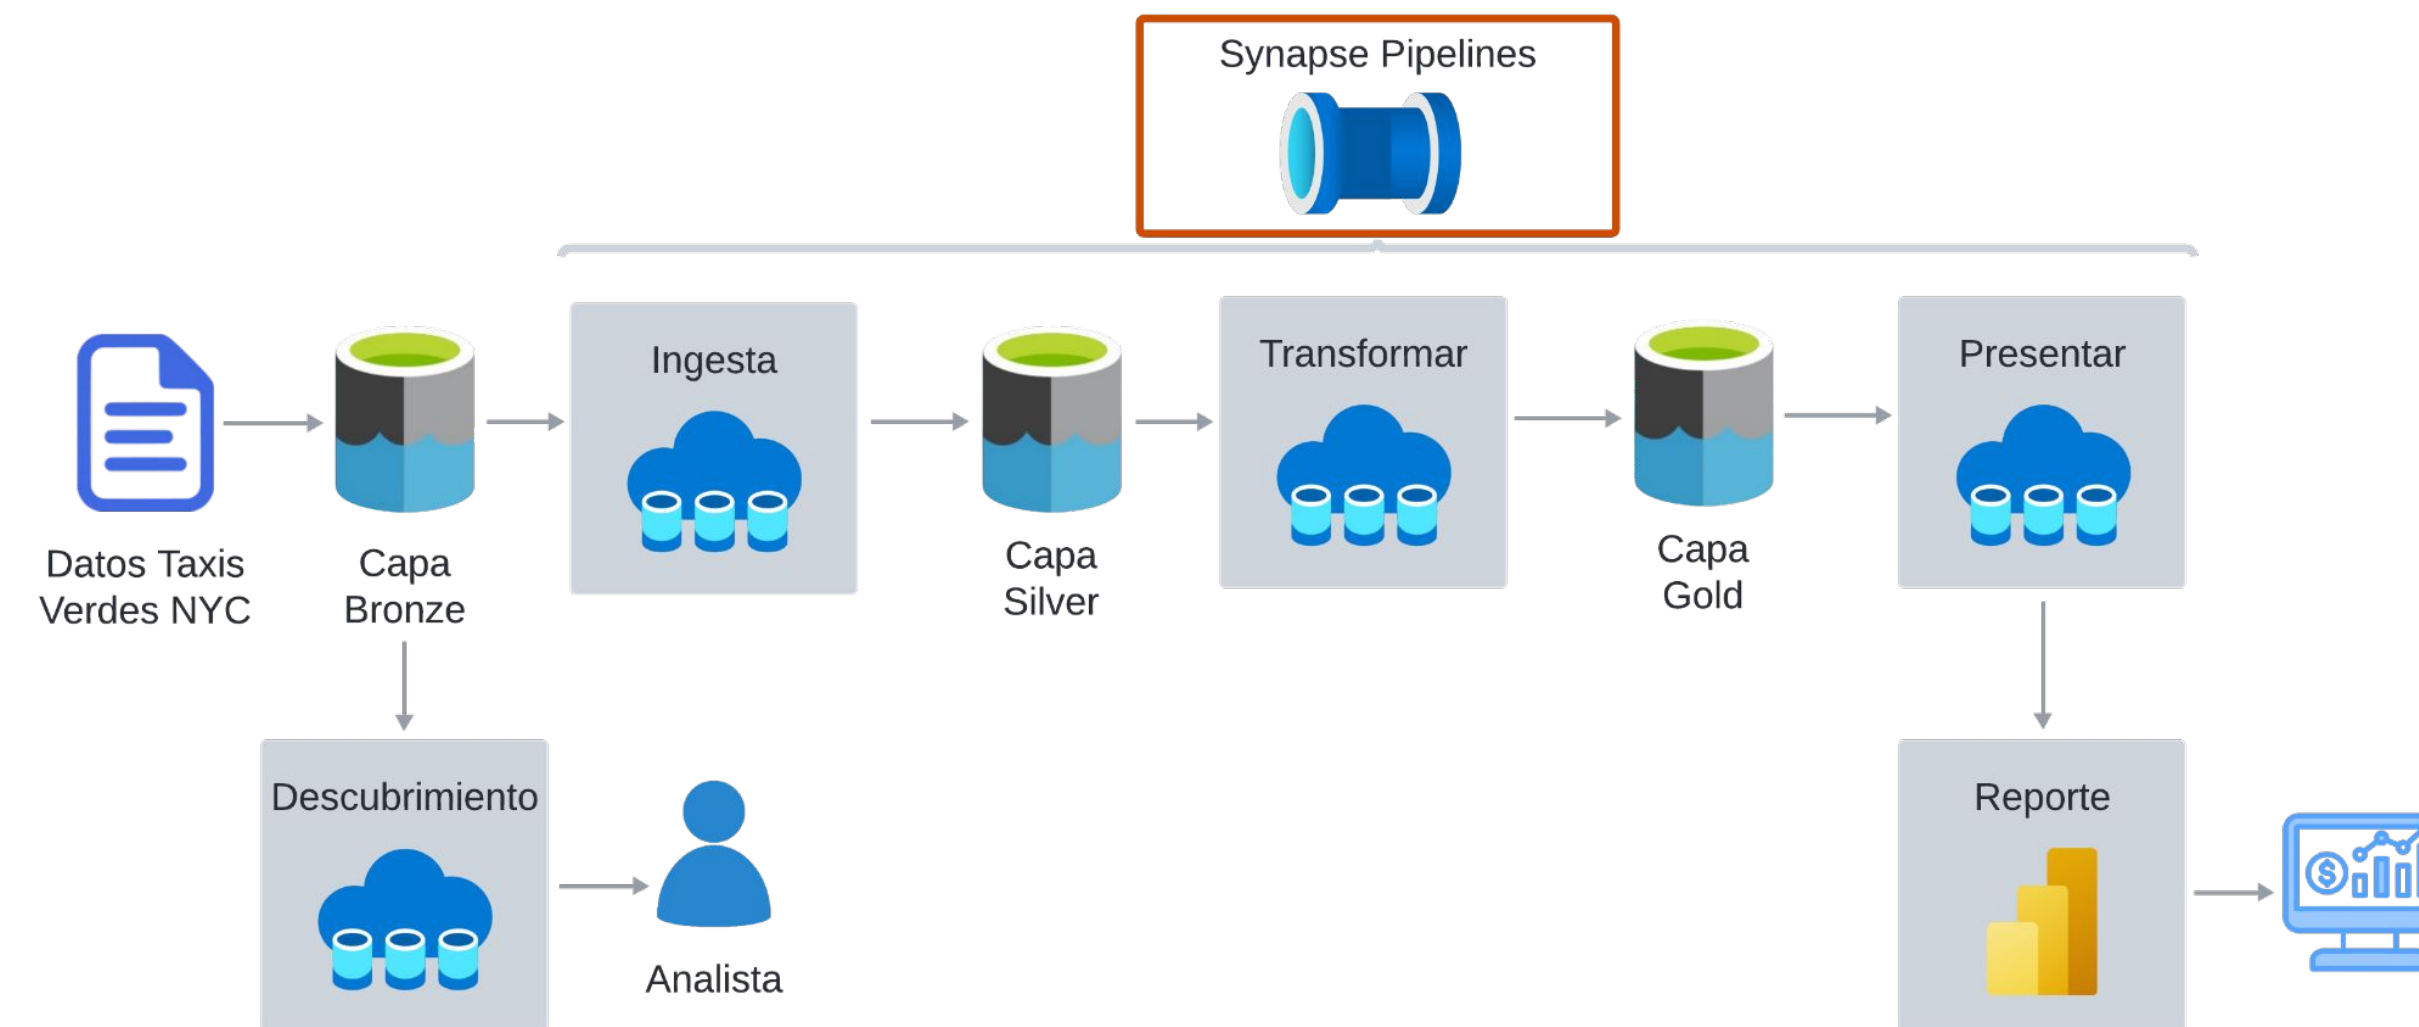 Synapse Pipelines
Ingesta
Transformar
Presentar
Datos Taxis
Verdes NYC
Capa
Bronze
Capa
Silver
Capa
Gold
Descubrimiento
Analista
Reporte
$